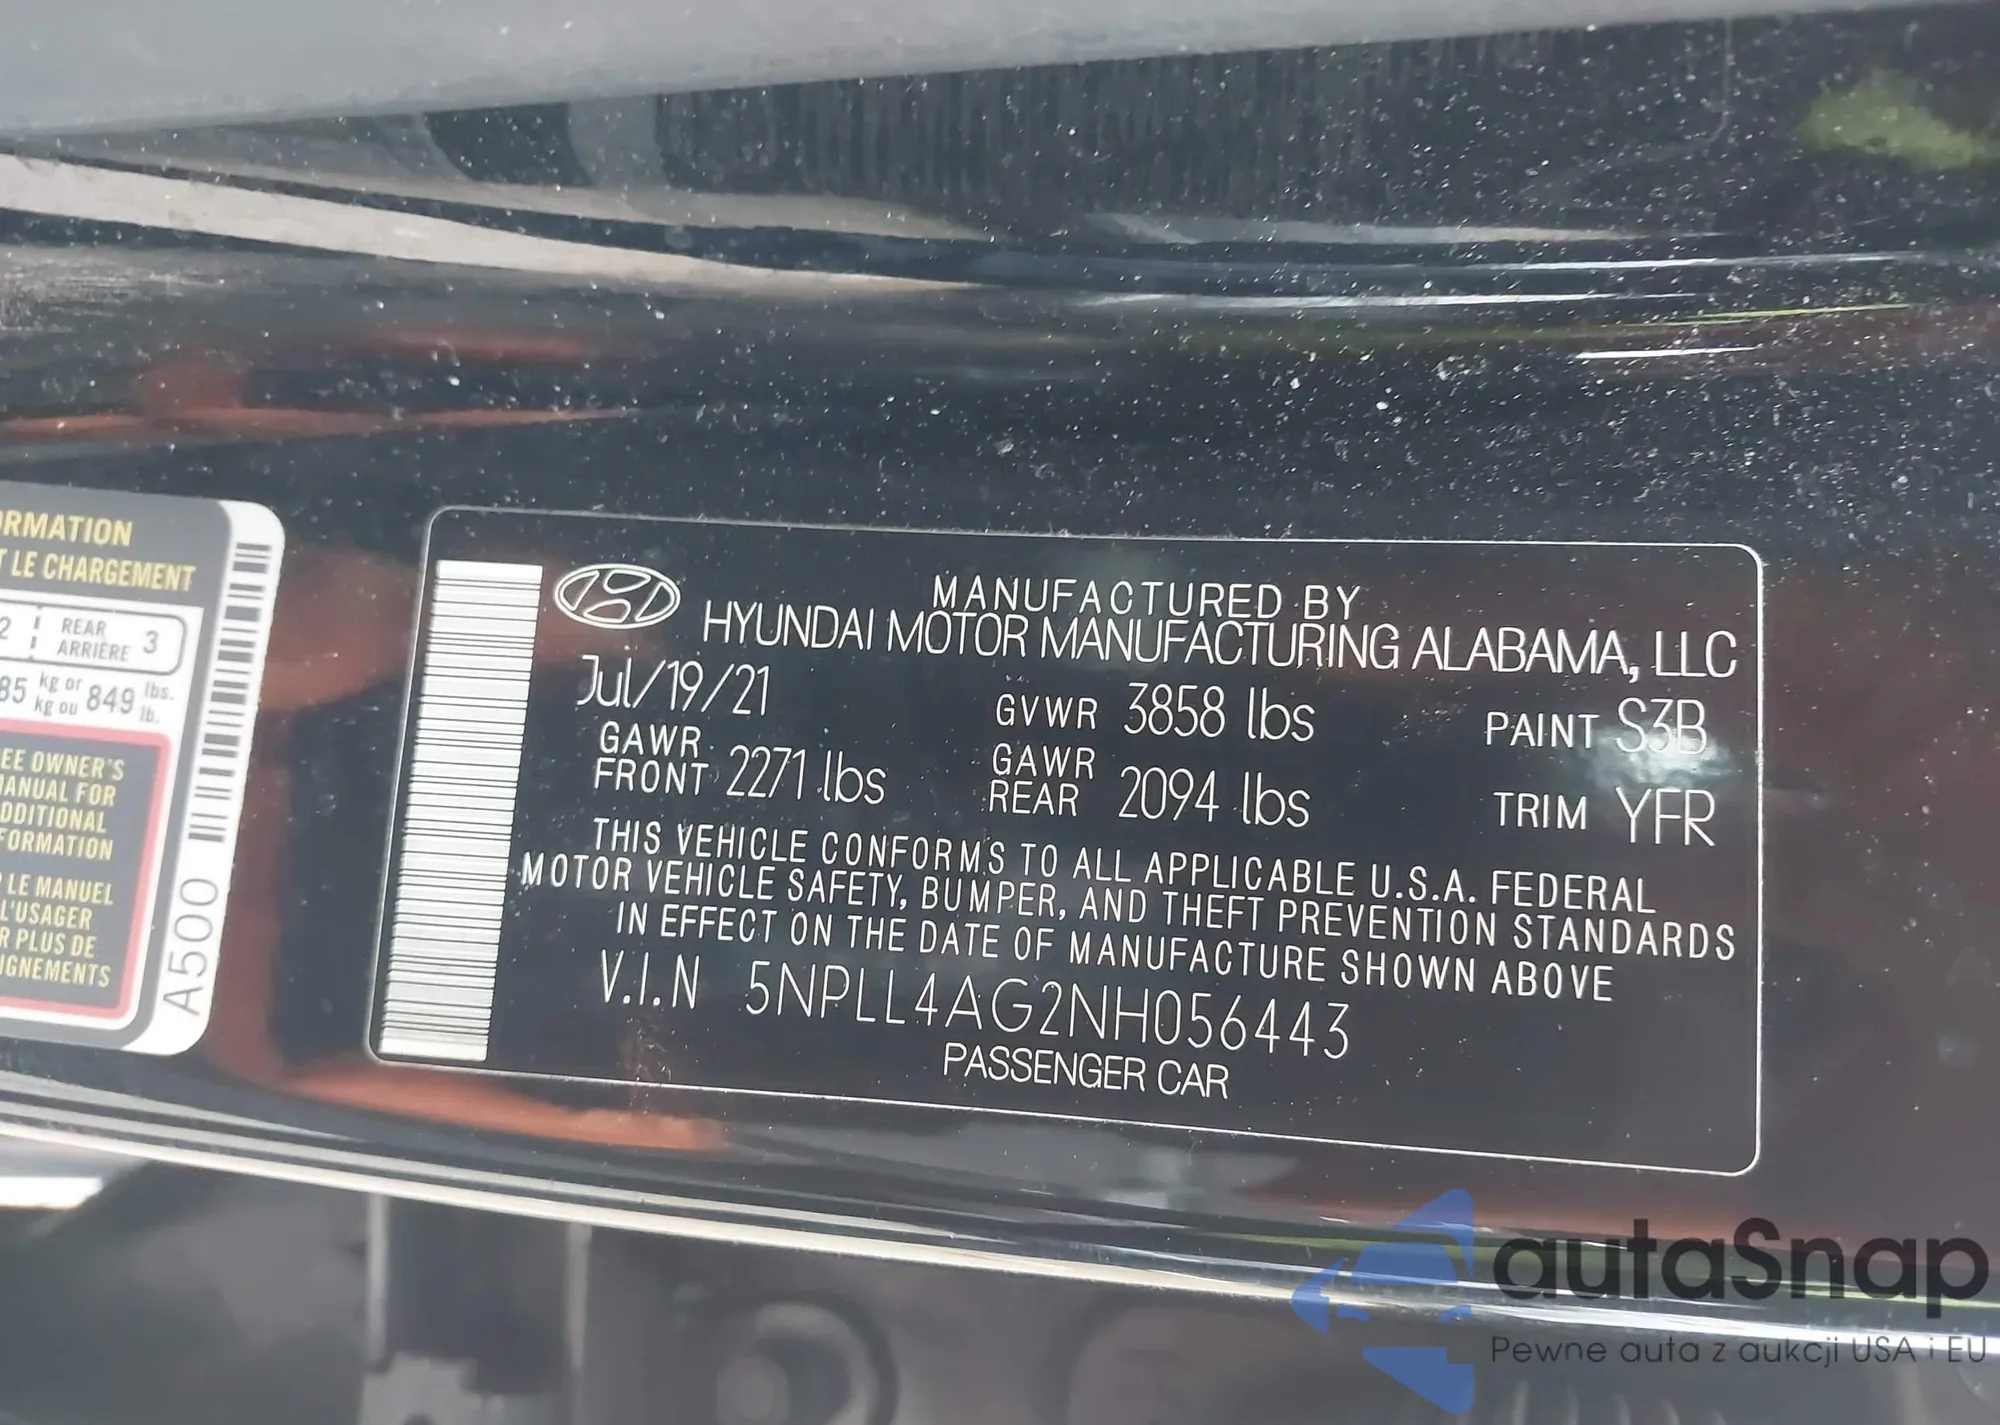 ORMATION
T LE CHARGEMENT
2 REAR ARRIÈRE 3
85 kg or kg ou 849 lbs. lb.
EE OWNER'S
MANUAL FOR
DDITIONAL
FORMATION
LE MANUEL
L'USAGER
R PLUS DE
IGNEMENTS
A500
MANUFACTURED BY
HYUNDAI MOTOR MANUFACTURING ALABAMA, LLC
Jul/19/21 GVWR 3858 lbs PAINT S3B
GAWR FRONT 2271 lbs GAWR REAR 2094 lbs TRIM YFR
THIS VEHICLE CONFORMS TO ALL APPLICABLE U.S.A. FEDERAL
MOTOR VEHICLE SAFETY, BUMPER, AND THEFT PREVENTION STANDARDS
IN EFFECT ON THE DATE OF MANUFACTURE SHOWN ABOVE
V.I.N 5NPLL4AG2NH056443
PASSENGER CAR
autaSnap
Pewne auta z aukcji USA i EU